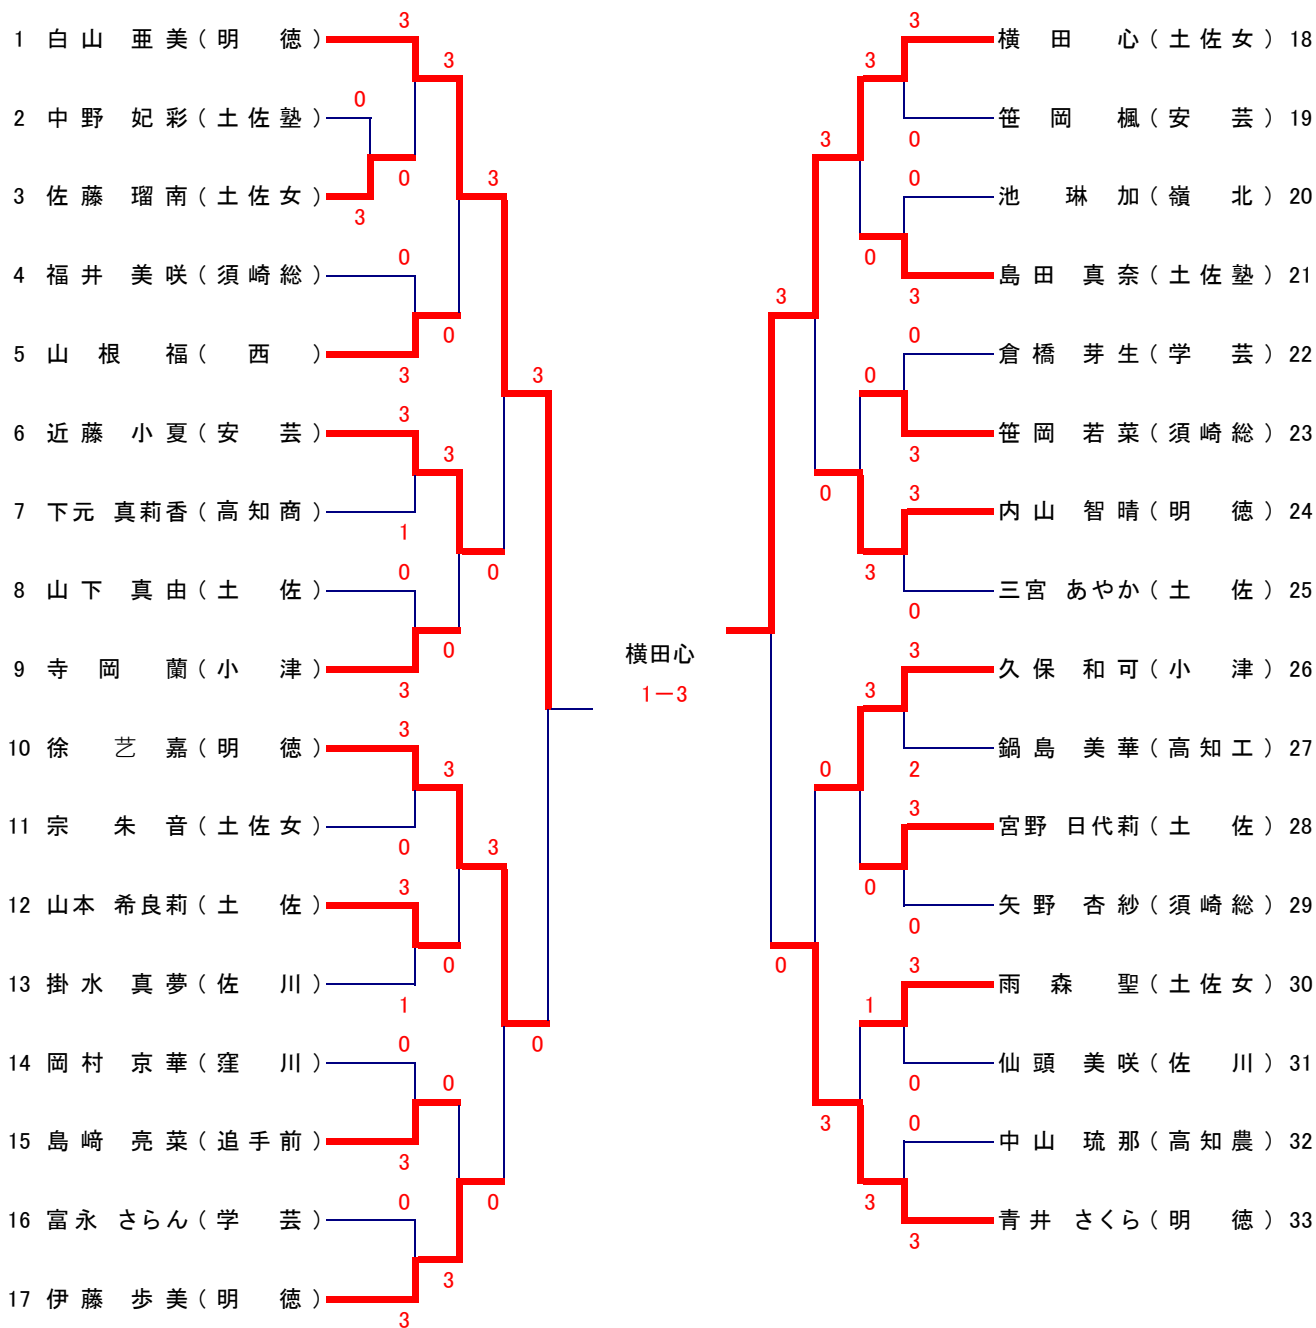 1 白山 亜美(明 徳)
3
3
2 中野 妃彩(土佐塾)
0
0
3 佐藤 瑠南(土佐女)
3
3
4 福井 美咲(須崎総)
0
0
5 山根 福( 西 )
3
3
6 近藤 小夏(安 芸)
3
3
7 下元 真莉香(高知商)
1
0
8 山下 真由(土 佐)
0
0
9 寺岡 蘭(小 津)
3
10 徐 艺嘉(明 徳)
3
3
11 宗 朱音(土佐女)
0
3
12 山本 希良莉(土 佐)
3
0
13 掛水 真夢(佐 川)
1
0
14 岡村 京華(窪 川)
0
0
15 島﨑 亮菜(追手前)
3
0
16 富永 さらん(学 芸)
0
3
17 伊藤 歩美(明 徳)
3
横田心
1－3
3
3
横田 心(土佐女) 18
3
笹岡 楓(安 芸) 19
0
0
池 琳加(嶺 北) 20
0
島田 真奈(土佐塾) 21
3
3
0
倉橋 芽生(学 芸) 22
0
笹岡 若菜(須崎総) 23
3
0
3
内山 智晴(明 徳) 24
3
三宮 あやか(土 佐) 25
0
3
久保 和可(小 津) 26
3
鍋島 美華(高知工) 27
2
0
3
宮野 日代莉(土 佐) 28
0
矢野 杏紗(須崎総) 29
0
0
3
雨森 聖(土佐女) 30
1
仙頭 美咲(佐 川) 31
0
3
0
中山 琉那(高知農) 32
3
青井 さくら(明 徳) 33
3